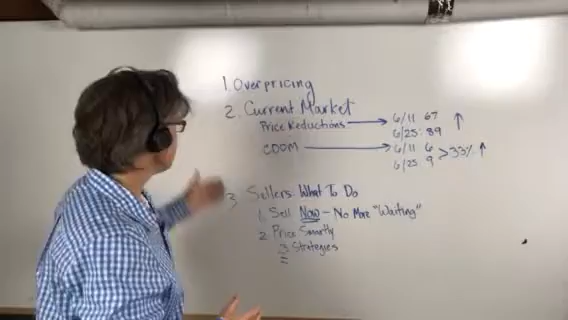 1. Overpricing
2. Current Market
Price Reductions → 6/11 67 ↑
6/25 89
CDOM → 6/11 6 > 33% ↑
6/25 9
3. Sellers: What To Do
1. Sell Now - No More "Waiting"
2. Price Smartly
3 Strategies